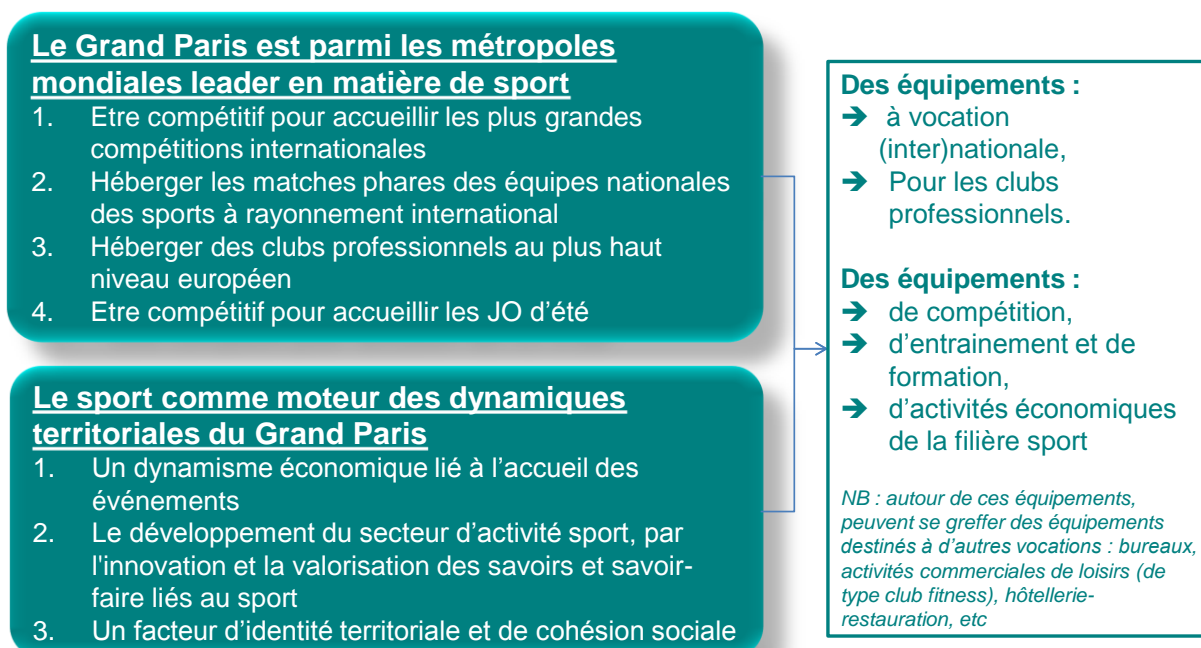 Le Grand Paris est parmi les métropoles
mondiales leader en matière de sport
1. Etre compétitif pour accueillir les plus grandes
compétitions internationales
2. Héberger les matches phares des équipes nationales
des sports à rayonnement international
3. Héberger des clubs professionnels au plus haut
niveau européen
4. Etre compétitif pour accueillir les JO d’été
Le sport comme moteur des dynamiques
territoriales du Grand Paris
1. Un dynamisme économique lié à l’accueil des
événements
2. Le développement du secteur d’activité sport, par
l'innovation et la valorisation des savoirs et savoir-
faire liés au sport
3. Un facteur d’identité territoriale et de cohésion sociale
Des équipements :
➔ à vocation
(inter)nationale,
➔ Pour les clubs
professionnels.
Des équipements :
➔ de compétition,
➔ d’entrainement et de
formation,
➔ d’activités économiques
de la filière sport
NB : autour de ces équipements,
peuvent se greffer des équipements
destinés à d’autres vocations : bureaux,
activités commerciales de loisirs (de
type club fitness), hôtellerie-
restauration, etc